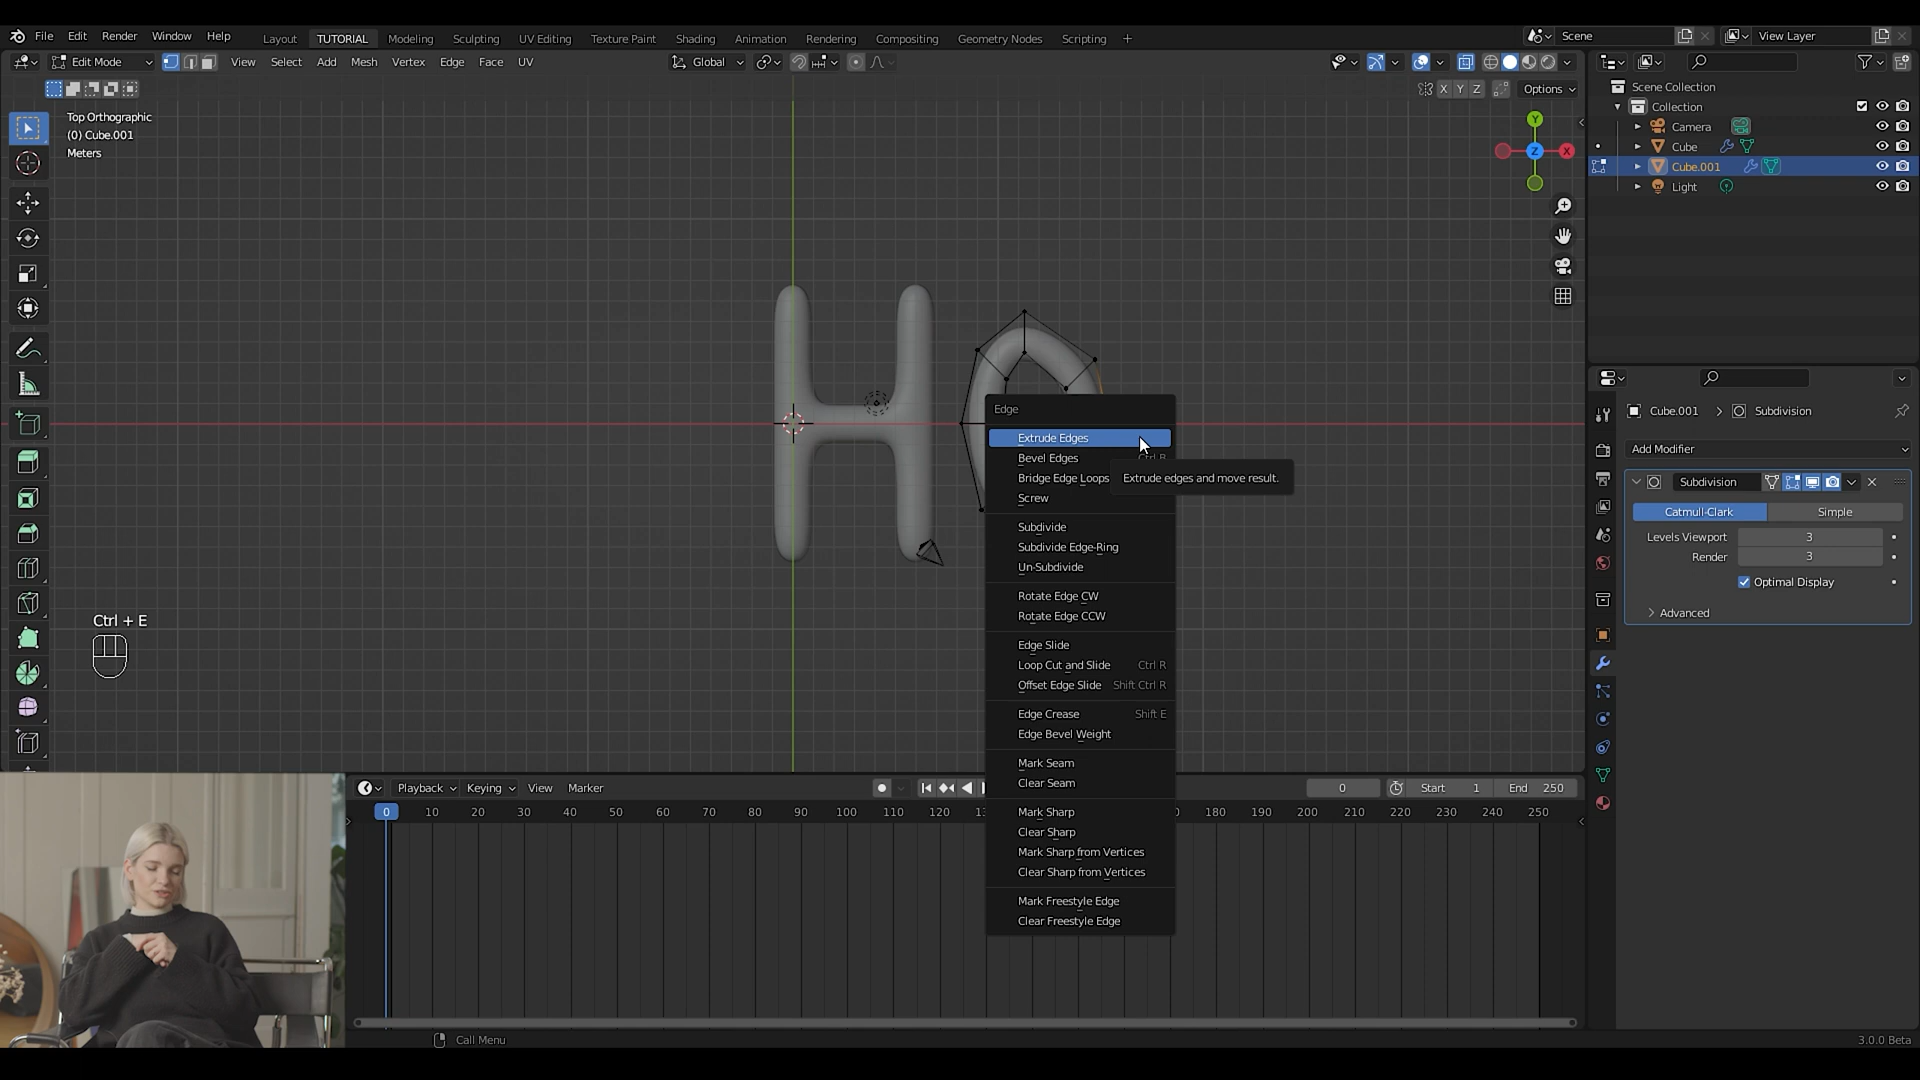 File Edit Render Window Help
Layout TUTORIAL Modeling Sculpting UV Editing Texture Paint Shading Animation Rendering Compositing Geometry Nodes Scripting +
Scene
View Layer
Edit Mode View Select Add Mesh Vertex Edge Face UV
Global
X Y Z Options
Top Orthographic
(0) Cube.001
Meters
Y
Z
X
Scene Collection
Collection
Camera
Cube
Cube.001
Light
Edge
Extrude Edges
Bevel Edges Ctrl B
Bridge Edge Loops
Extrude edges and move result.
Screw
Subdivide
Subdivide Edge-Ring
Un-Subdivide
Rotate Edge CW
Rotate Edge CCW
Edge Slide
Loop Cut and Slide Ctrl R
Offset Edge Slide Shift Ctrl R
Edge Crease Shift E
Edge Bevel Weight
Mark Seam
Clear Seam
Mark Sharp
Clear Sharp
Mark Sharp from Vertices
Clear Sharp from Vertices
Mark Freestyle Edge
Clear Freestyle Edge
Ctrl + E
Cube.001 > Subdivision
Add Modifier
Subdivision
Catmull-Clark Simple
Levels Viewport 3
Render 3
Optimal Display
Advanced
Playback Keying View Marker
0 Start 1 End 250
0 10 20 30 40 50 60 70 80 90 100 110 120 180 190 200 210 220 230 240 250
Call Menu
3.0.0 Beta